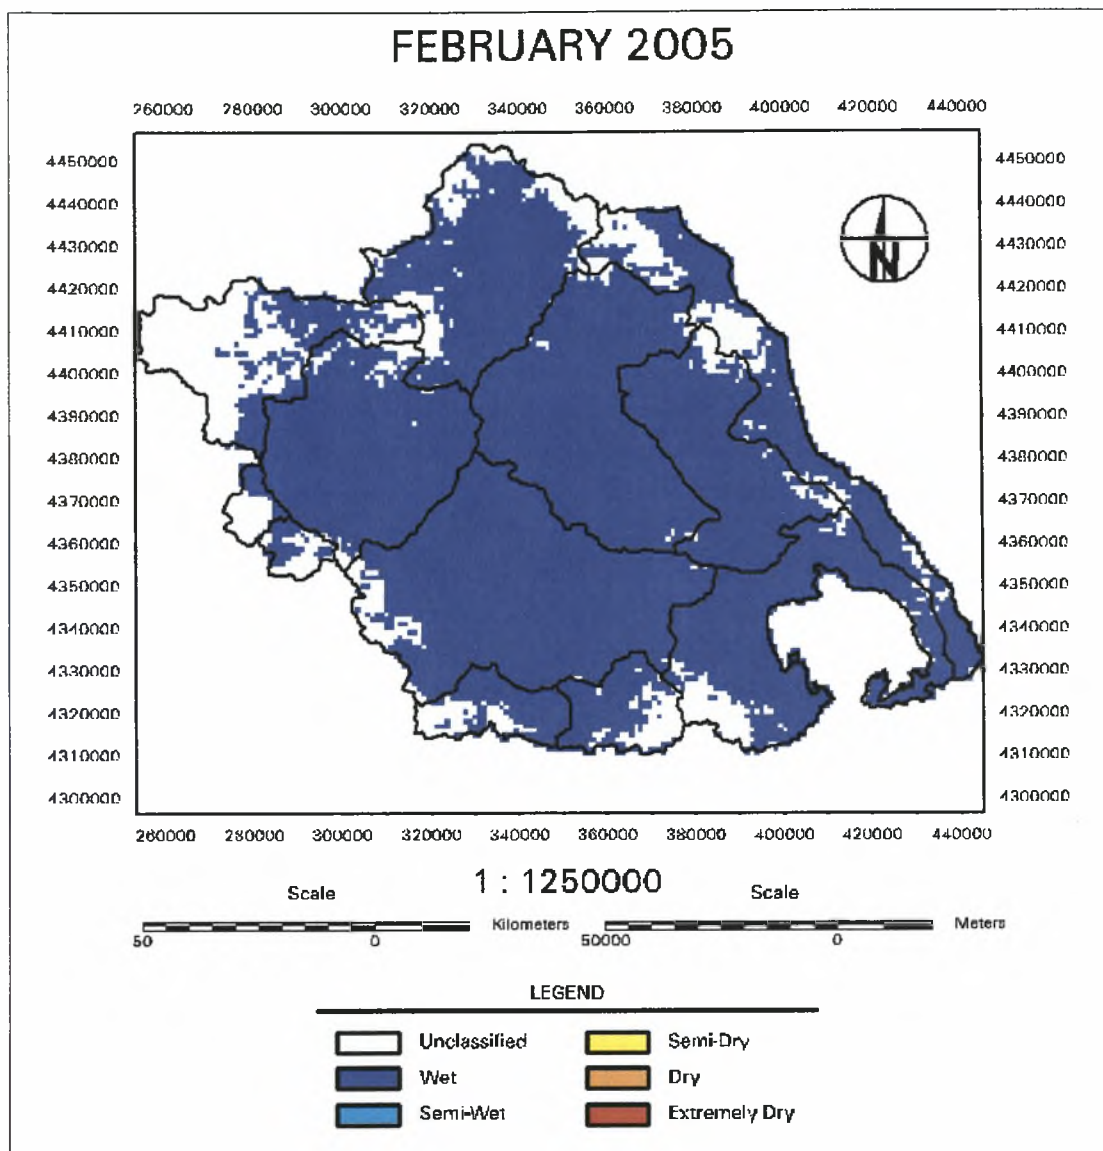 FEBRUARY 2005
260000 280000 300000 320000 340000 360000 380000 400000 420000 440000
4450000 4450000
4440000 4440000
N
4430000 4430000
4420000 4420000
4410000 4410000
4400000 4400000
4390000 4390000
4380000 4380000
4370000 4370000
4360000 4360000
4350000 4350000
4340000 4340000
4330000 4330000
4320000 4320000
4310000 4310000
4300000 4300000
260000 280000 300000 320000 340000 360000 380000 400000 420000 440000
Scale 1 : 1250000 Scale
Kilometers Meters
50 0 50000 0
LEGEND
Unclassified Semi-Dry
Wet Dry
Semi-Wet Extremely Dry